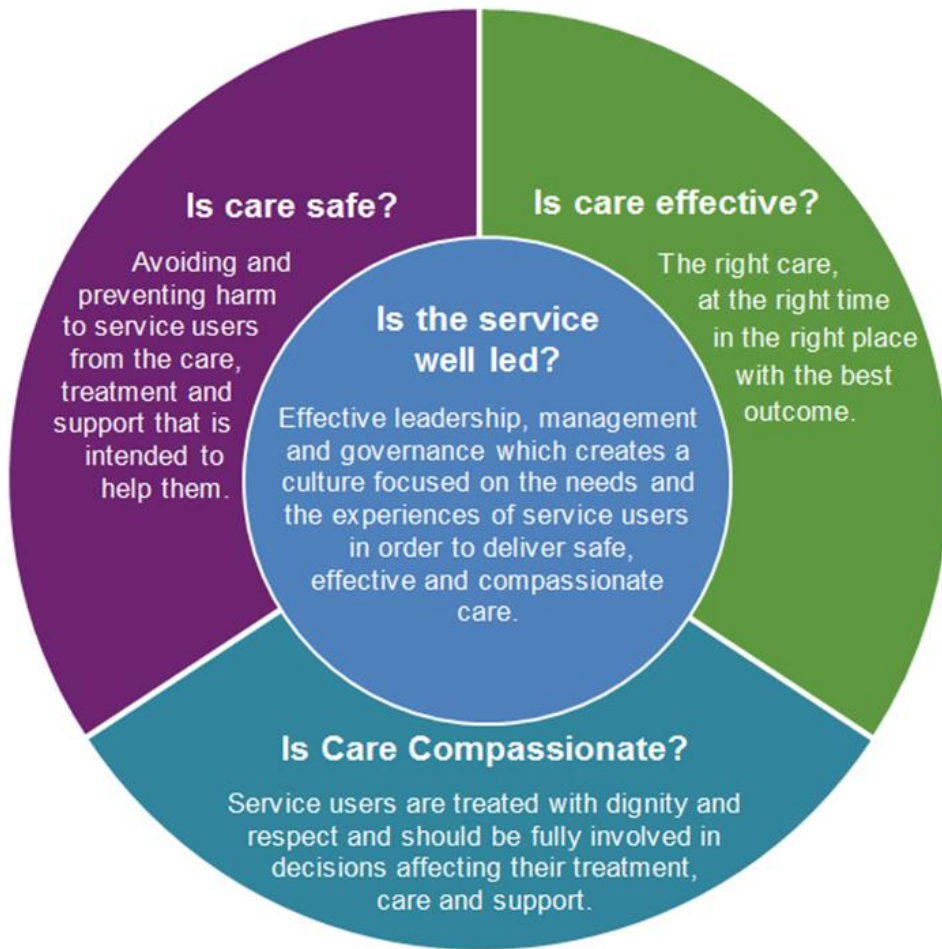 Is care safe?
Avoiding and
preventing harm
to service users
from the care,
treatment and
support that is
intended to
help them.
Is care effective?
The right care,
at the right time
in the right place
with the best
outcome.
Is the service
well led?
Effective leadership, management
and governance which creates a
culture focused on the needs and
the experiences of service users
in order to deliver safe,
effective and compassionate
care.
Is Care Compassionate?
Service users are treated with dignity and
respect and should be fully involved in
decisions affecting their treatment,
care and support.